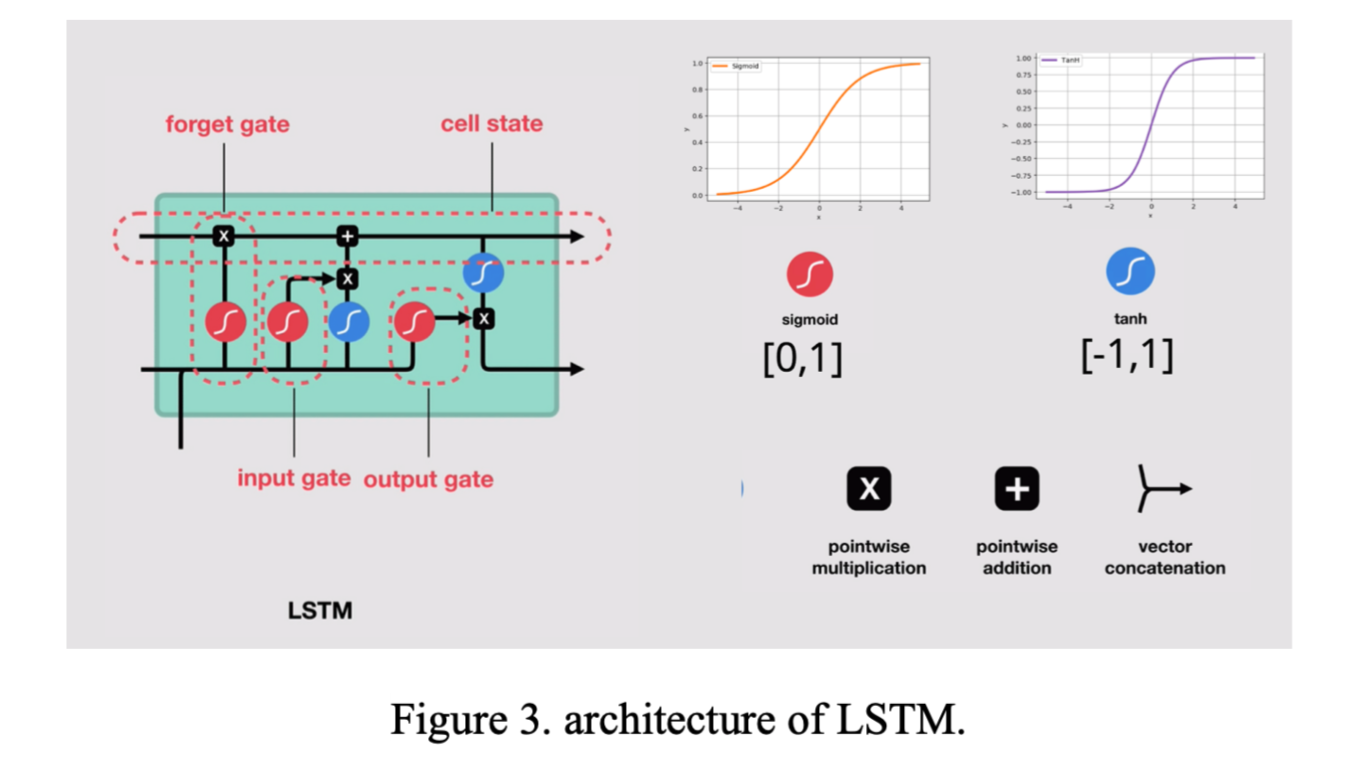 forget gate
cell state
X
+
X
X
input gate
output gate
LSTM
Sigmoid
1.0
0.8
0.6
0.4
0.2
0.0
y
−4
−2
0
2
4
x
TanH
1.00
0.75
0.50
0.25
0.00
−0.25
−0.50
−0.75
−1.00
y
−4
−2
0
2
4
x
sigmoid
[0,1]
tanh
[-1,1]
X
pointwise
multiplication
+
pointwise
addition
vector
concatenation
Figure 3. architecture of LSTM.